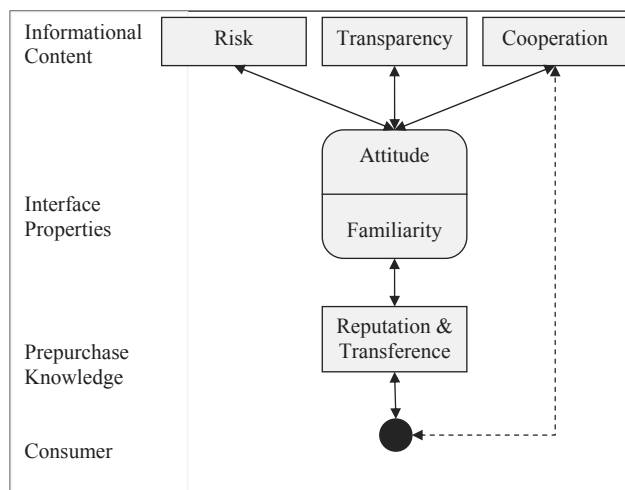 Informational
Content
Risk
Transparency
Cooperation
Attitude
Interface
Properties
Familiarity
Reputation &
Transference
Prepurchase
Knowledge
Consumer